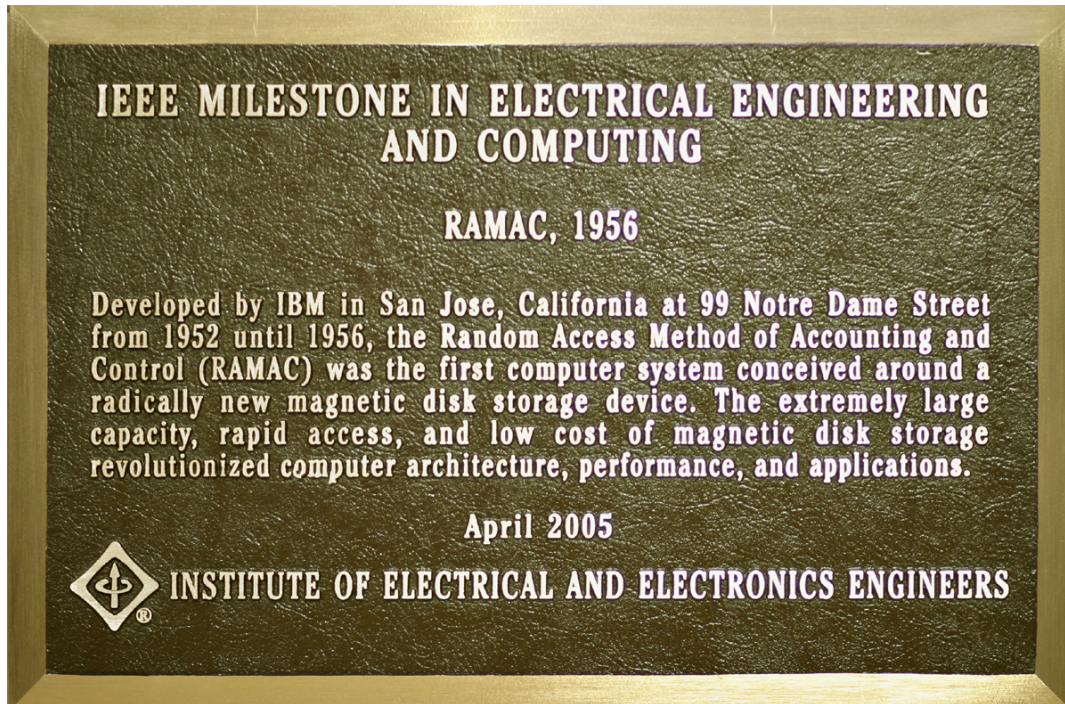 IEEE MILESTONE IN ELECTRICAL ENGINEERING
AND COMPUTING
RAMAC, 1956
Developed by IBM in San Jose, California at 99 Notre Dame Street
from 1952 until 1956, the Random Access Method of Accounting and
Control (RAMAC) was the first computer system conceived around a
radically new magnetic disk storage device. The extremely large
capacity, rapid access, and low cost of magnetic disk storage
revolutionized computer architecture, performance, and applications.
April 2005
® INSTITUTE OF ELECTRICAL AND ELECTRONICS ENGINEERS